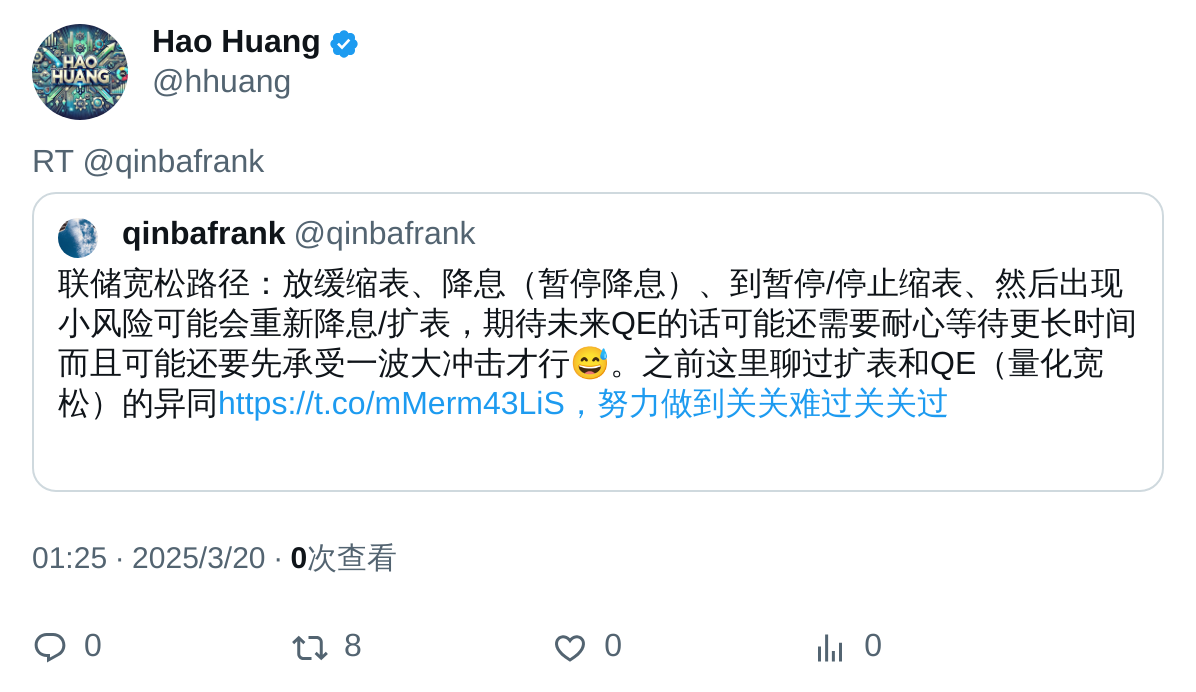 HAO
HUANG
Hao Huang
@hhuang
RT @qinbafrank
qinbafrank @qinbafrank
联储宽松路径：放缓缩表、降息（暂停降息）、到暂停/停止缩表、然后出现
小风险可能会重新降息/扩表，期待未来QE的话可能还需要耐心等待更长时间
而且可能还要先承受一波大冲击才行😅。之前这里聊过扩表和QE（量化宽
松）的异同https://t.co/mMerm43LiS，努力做到关关难过关关过
01:25 · 2025/3/20 · 0次查看
0 8 0 0